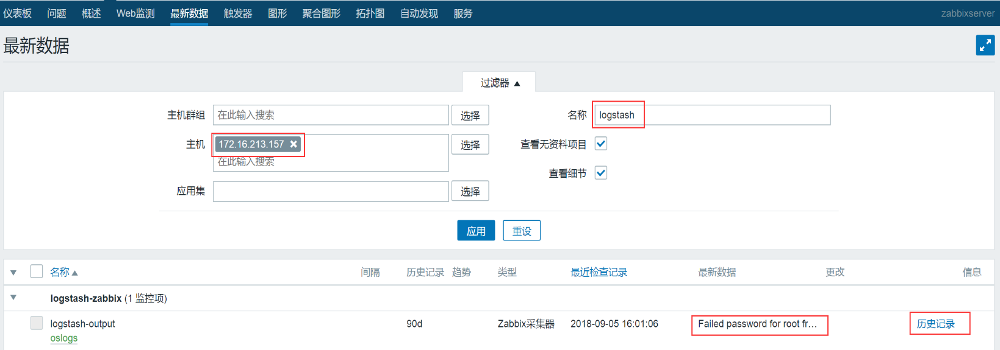 仪表板 问题 概述 Web监测 最新数据 触发器 图形 聚合图形 拓扑图 自动发现 服务 zabbixserver
最新数据
过滤器 ▲
主机群组 在此输入搜索 选择 名称 logstash
主机 172.16.213.157 ✖ 选择 查看无资料项目
在此输入搜索
查看细节
应用集 选择
应用 重设
▼ 名称▲ 间隔 历史记录 趋势 类型 最近检查记录 最新数据 更改 信息
▼ logstash-zabbix (1 监控项)
logstash-output 90d Zabbix采集器 2018-09-05 16:01:06 Failed password for root fr… 历史记录
oslogs